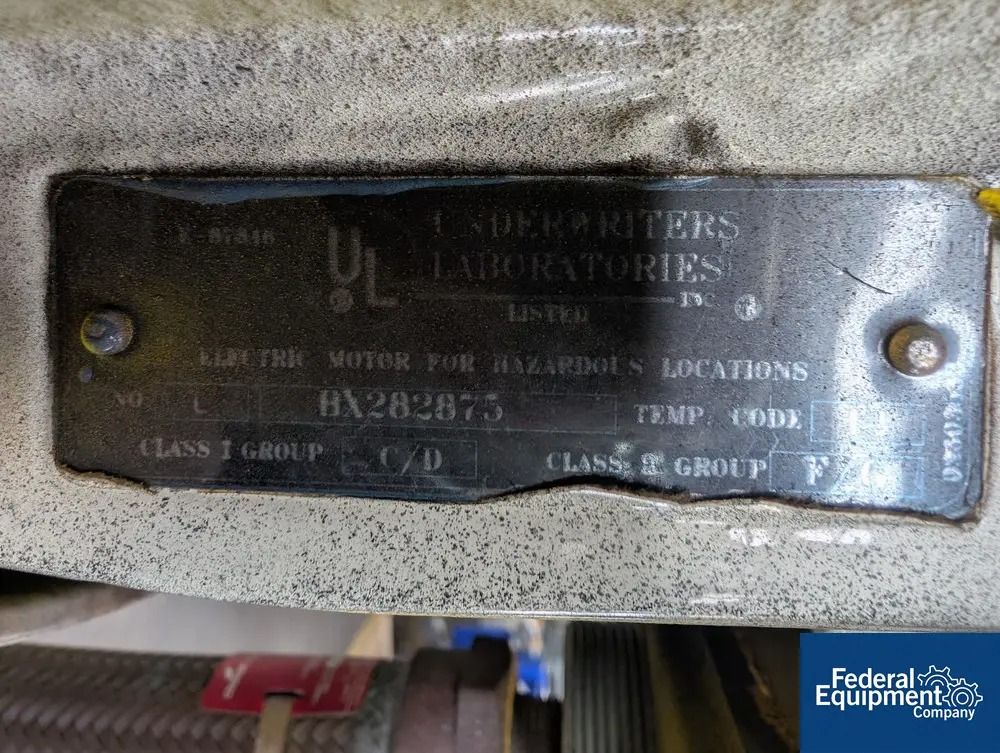 UL
UNDERWRITERS
LABORATORIES
INC.
LISTED
ELECTRIC MOTOR FOR HAZARDOUS LOCATIONS
NO L HX282875 TEMP. CODE
CLASS I GROUP C/D CLASS GROUP F
Federal
Equipment
Company